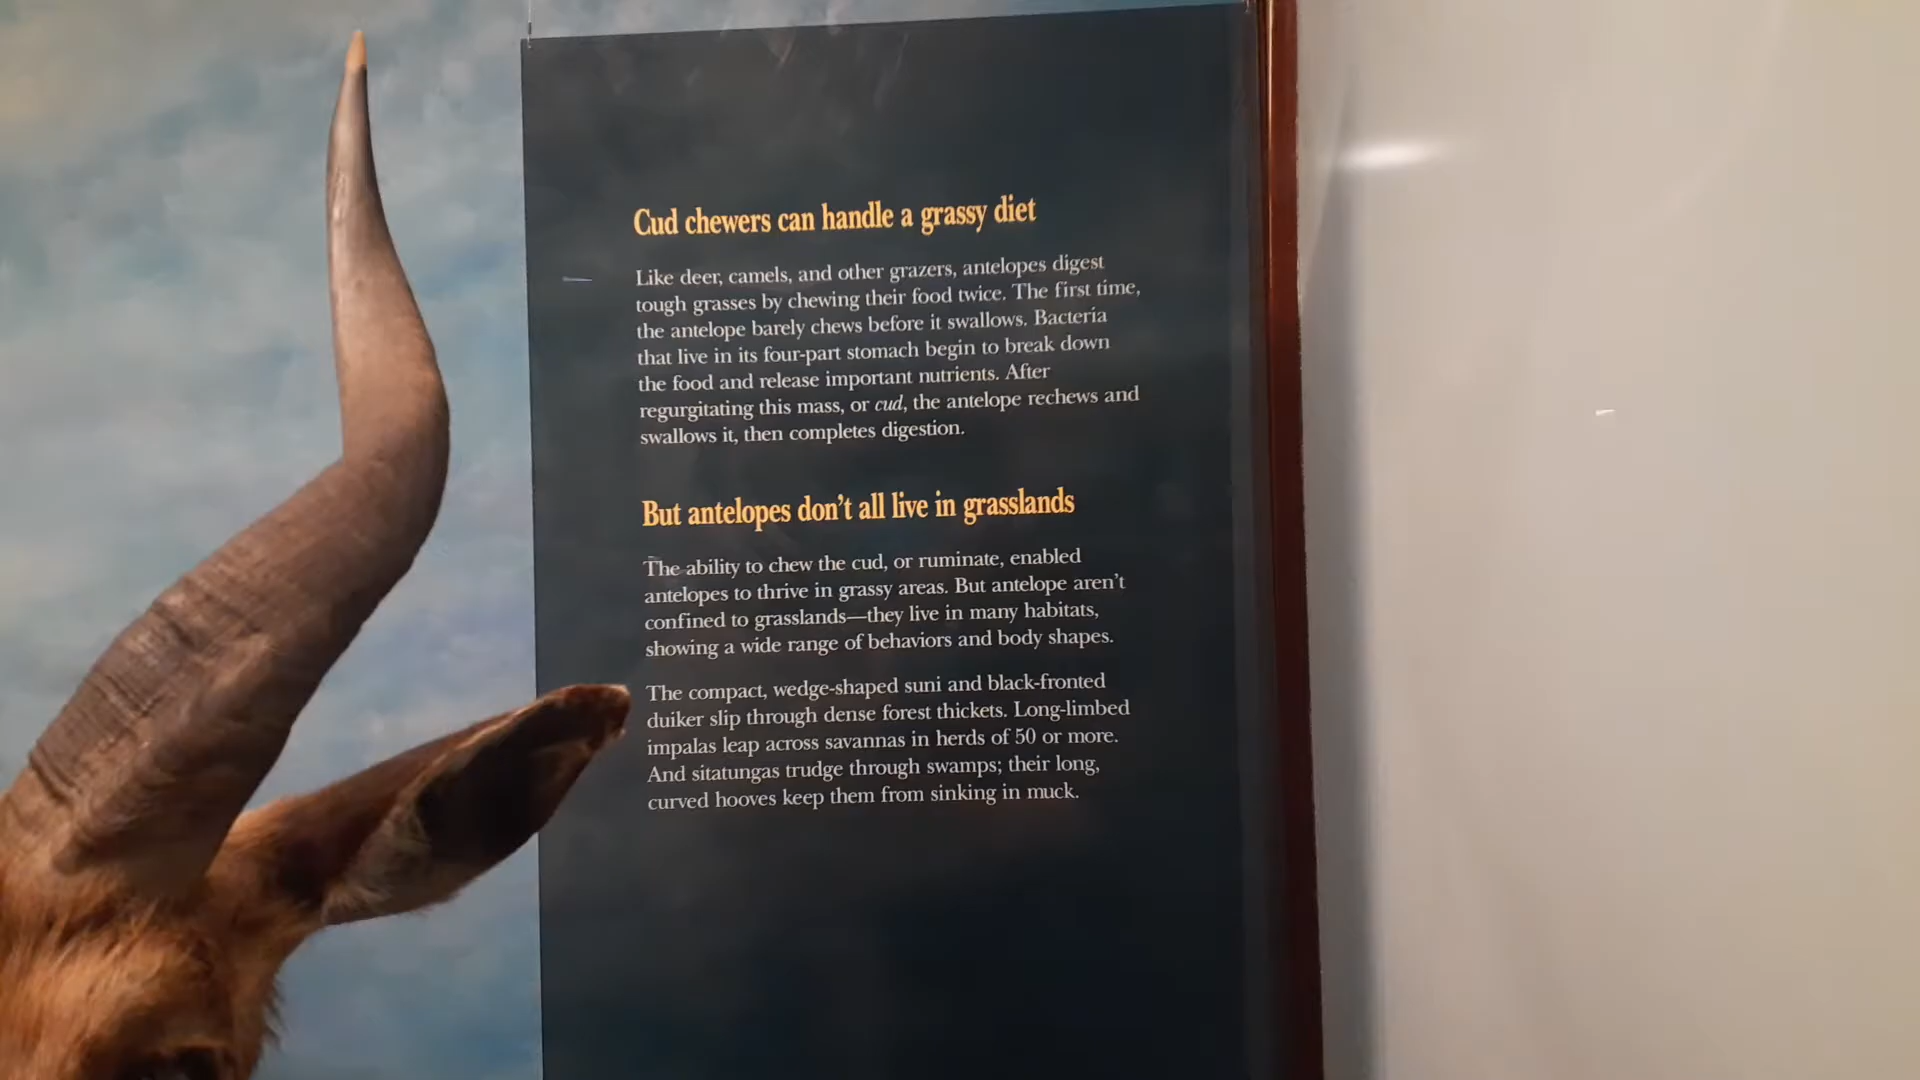 Cud chewers can handle a grassy diet
Like deer, camels, and other grazers, antelopes digest
tough grasses by chewing their food twice. The first time,
the antelope barely chews before it swallows. Bacteria
that live in its four-part stomach begin to break down
the food and release important nutrients. After
regurgitating this mass, or cud, the antelope rechews and
swallows it, then completes digestion.
But antelopes don't all live in grasslands
The ability to chew the cud, or ruminate, enabled
antelopes to thrive in grassy areas. But antelope aren't
confined to grasslands—they live in many habitats,
showing a wide range of behaviors and body shapes.
The compact, wedge-shaped suni and black-fronted
duiker slip through dense forest thickets. Long-limbed
impalas leap across savannas in herds of 50 or more.
And sitatungas trudge through swamps; their long,
curved hooves keep them from sinking in muck.